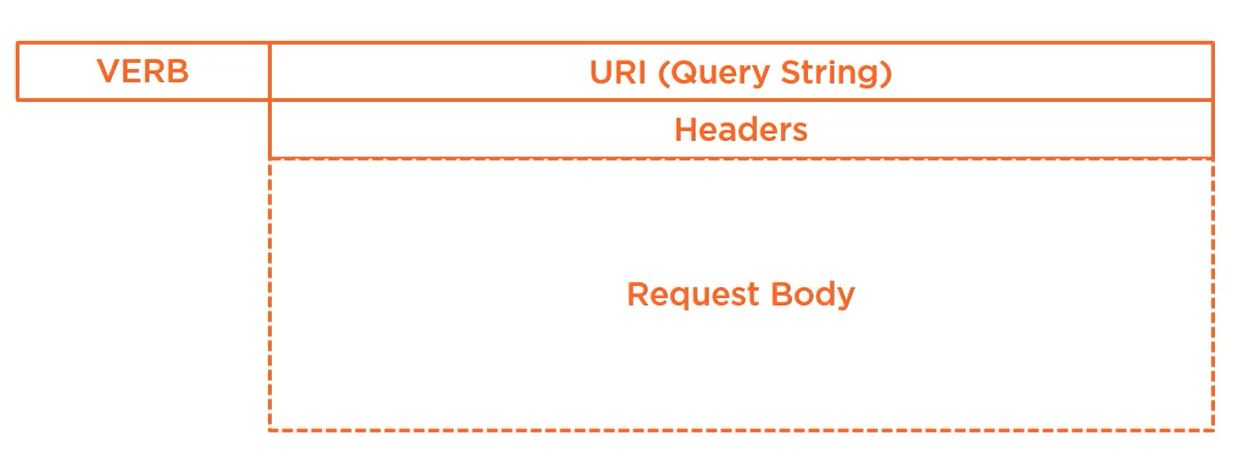 VERB
URI (Query String)
Headers
Request Body